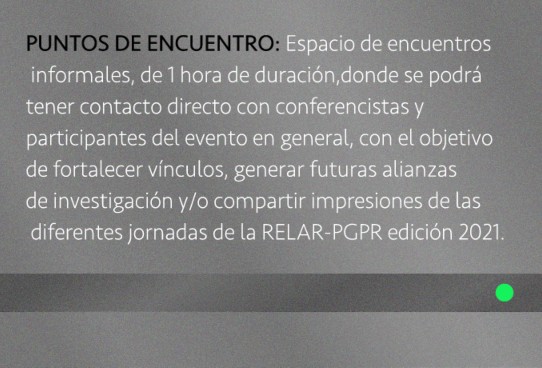 PUNTOS DE ENCUENTRO: Espacio de encuentros
informales, de 1 hora de duración,donde se podrá
tener contacto directo con conferencistas y
participantes del evento en general, con el objetivo
de fortalecer vínculos, generar futuras alianzas
de investigación y/o compartir impresiones de las
diferentes jornadas de la RELAR-PGPR edición 2021.